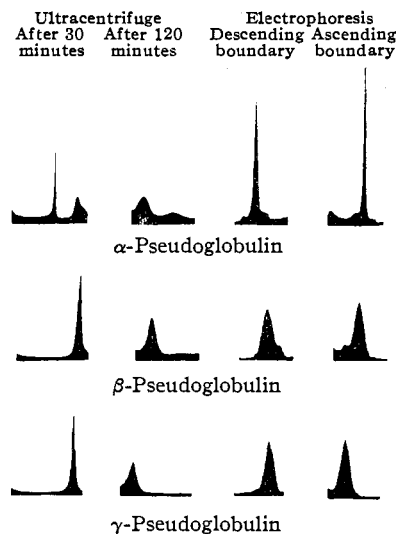 Ultracentrifuge Electrophoresis
After 30 After 120 Descending Ascending
minutes minutes boundary boundary
α-Pseudoglobulin
β-Pseudoglobulin
γ-Pseudoglobulin